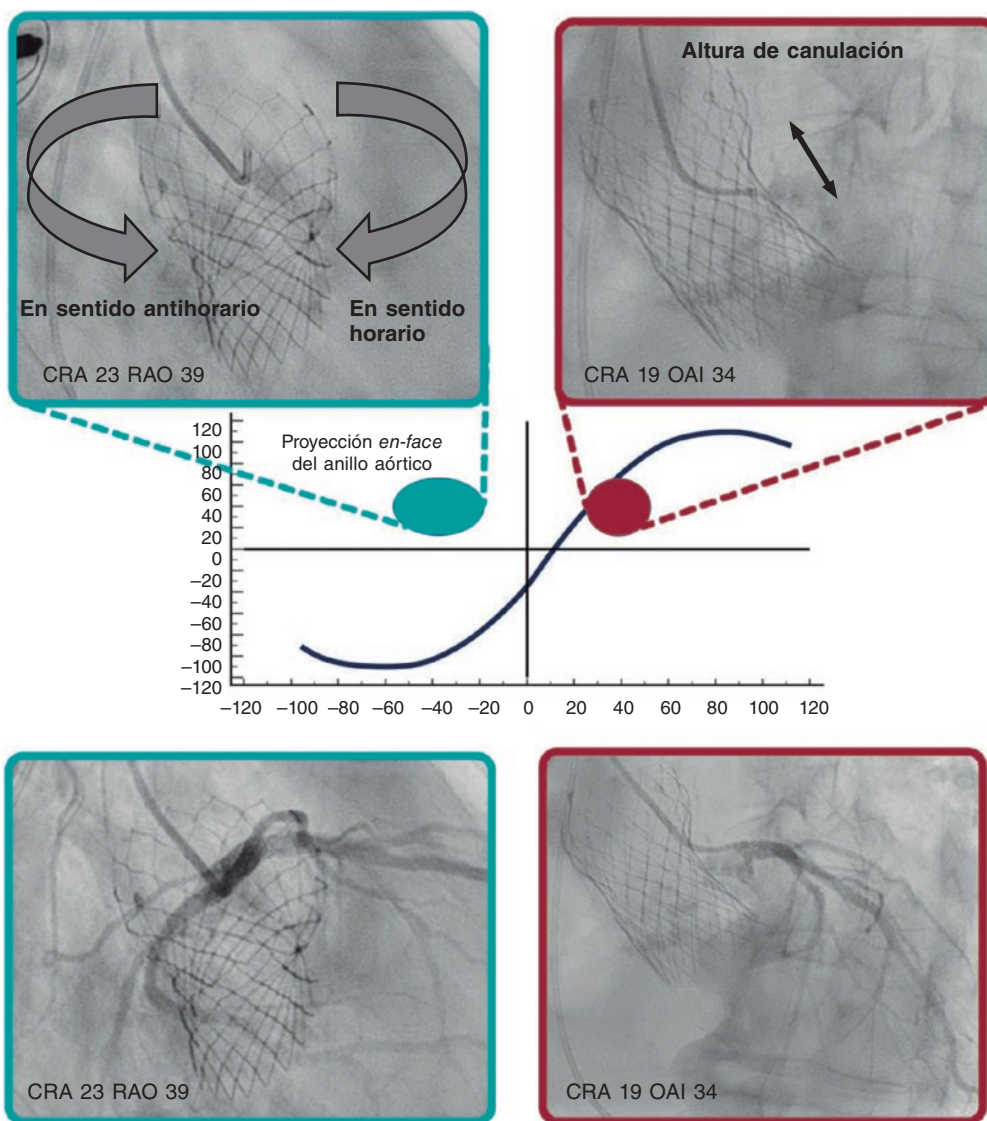 Altura de canulación
En sentido antihorario
En sentido
horario
CRA 23 RAO 39
CRA 19 OAI 34
Proyección en-face
del anillo aórtico
120
100
80
60
40
20
0
–20
–40
–60
–80
–100
–120
–120 –100 –80 –60 –40 –20 0 20 40 60 80 100 120
CRA 23 RAO 39
CRA 19 OAI 34